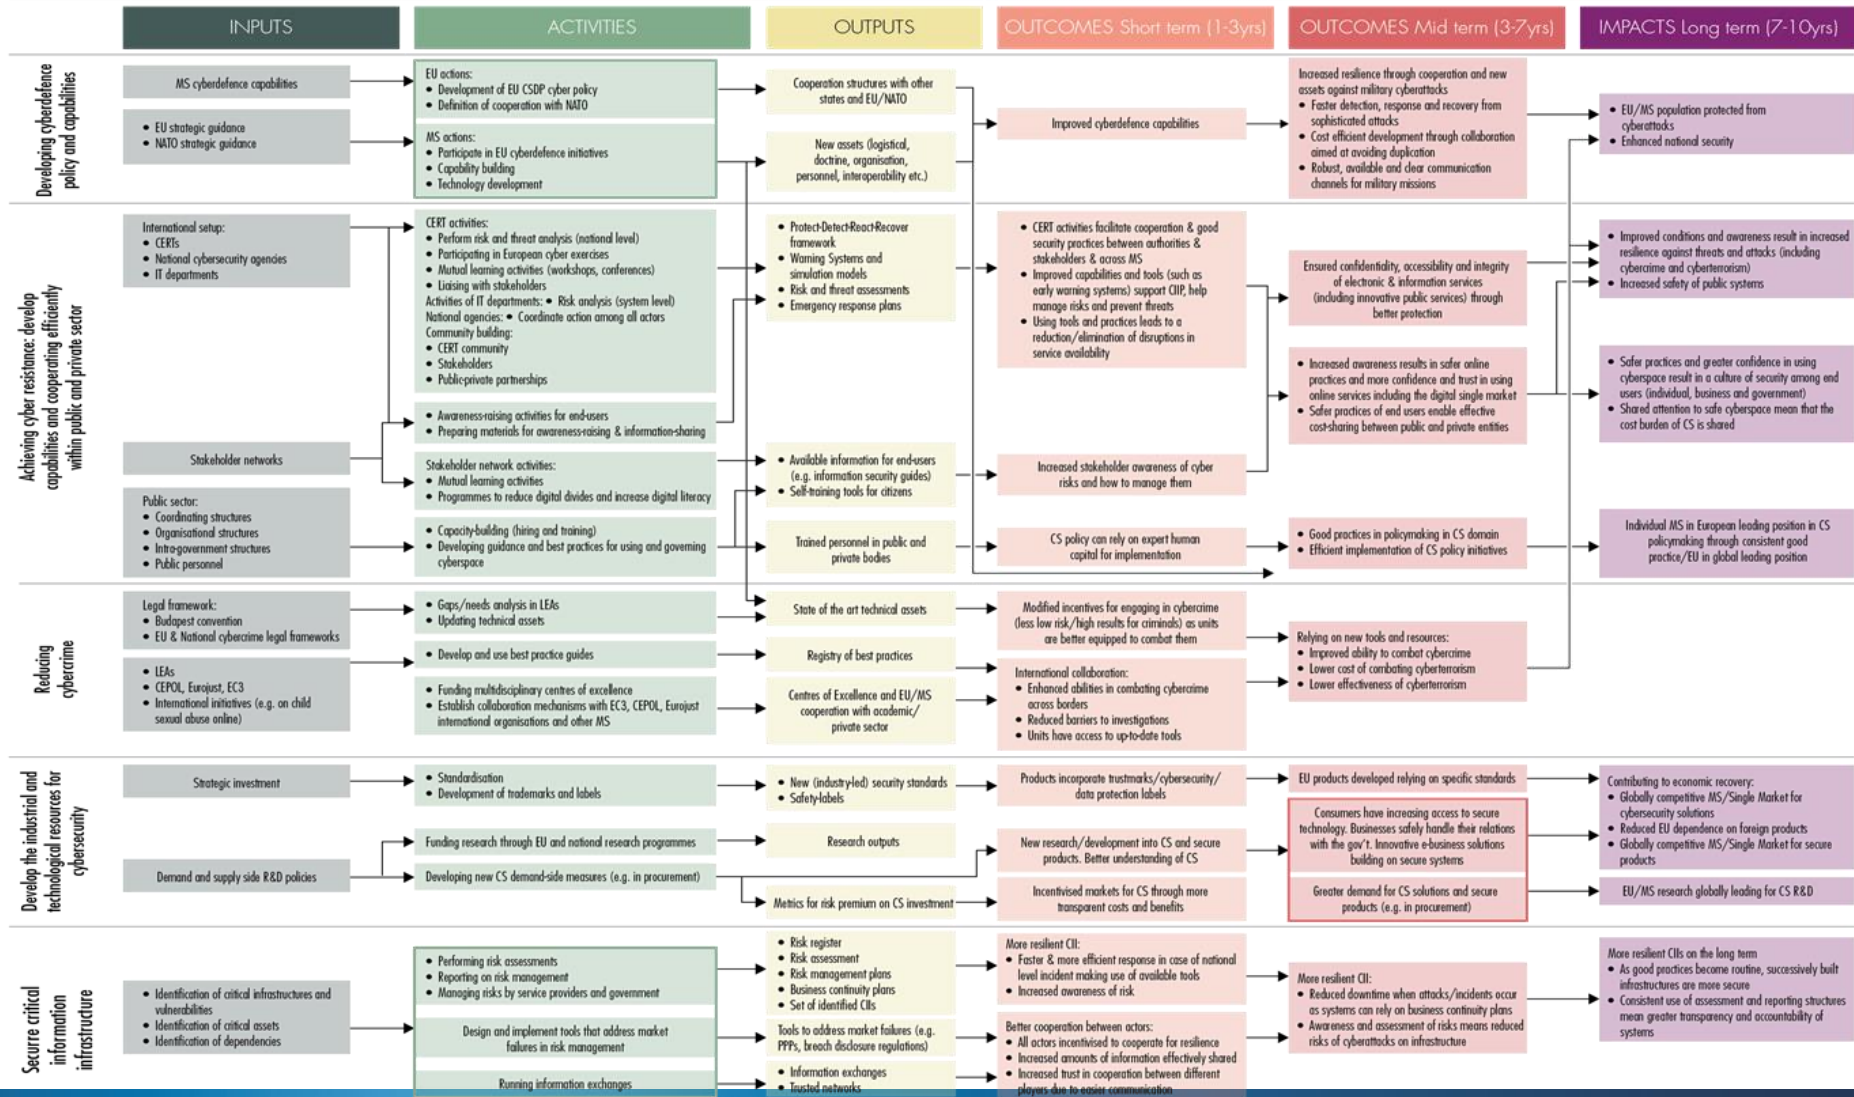 INPUTS
ACTIVITIES
OUTPUTS
OUTCOMES Short term (1-3yrs)
OUTCOMES Mid term (3-7yrs)
IMPACTS Long term (7-10yrs)
Developing cyberdefence
policy and capabilities
MS cyberdefence capabilities
• EU strategic guidance
• NATO strategic guidance
EU actions:
• Development of EU CSDP cyber policy
• Definition of cooperation with NATO
MS actions:
• Participate in EU cyberdefence initiatives
• Capability building
• Technology development
Cooperation structures with other
states and EU/NATO
New assets (logistical,
doctrine, organisation,
personnel, interoperability etc.)
Improved cyberdefence capabilities
Increased resilience through cooperation and new
assets against military cyberattacks
• Faster detection, response and recovery from
sophisticated attacks
• Cost efficient development through collaboration
aimed at avoiding duplication
• Robust, available and clear communication
channels for military missions
• EU/MS population protected from
cyberattacks
• Enhanced national security
Achieving cyber resistance: develop
capabilities and cooperating efficiently
within public and private sector
International setup:
• CERTs
• National cybersecurity agencies
• IT departments
Stakeholder networks
Public sector:
• Coordinating structures
• Organisational structures
• Intra-government structures
• Public personnel
CERT activities:
• Perform risk and threat analysis (national level)
• Participating in European cyber exercises
• Mutual learning activities (workshops, conferences)
• Liaising with stakeholders
Activities of IT departments: • Risk analysis (system level)
National agencies: • Coordinate action among all actors
Community building:
• CERT community
• Stakeholders
• Public-private partnerships
• Awareness-raising activities for end-users
• Preparing materials for awareness-raising & information-sharing
Stakeholder network activities:
• Mutual learning activities
• Programmes to reduce digital divides and increase digital literacy
• Capacity-building (hiring and training)
• Developing guidance and best practices for using and governing
cyberspace
• Protect-Detect-React-Recover
framework
• Warning Systems and
simulation models
• Risk and threat assessments
• Emergency response plans
• Available information for end-users
(e.g. information security guides)
• Self-training tools for citizens
Trained personnel in public and
private bodies
• CERT activities facilitate cooperation & good
security practices between authorities &
stakeholders & across MS
• Improved capabilities and tools (such as
early warning systems) support CIIP, help
manage risks and prevent threats
• Using tools and practices leads to a
reduction/elimination of disruptions in
service availability
Increased stakeholder awareness of cyber
risks and how to manage them
CS policy can rely on expert human
capital for implementation
Ensured confidentiality, accessibility and integrity
of electronic & information services
(including innovative public services) through
better protection
• Increased awareness results in safer online
practices and more confidence and trust in using
online services including the digital single market
• Safer practices of end users enable effective
cost-sharing between public and private entities
• Good practices in policymaking in CS domain
• Efficient implementation of CS policy initiatives
• Improved conditions and awareness result in increased
resilience against threats and attacks (including
cybercrime and cyberterrorism)
• Increased safety of public systems
• Safer practices and greater confidence in using
cyberspace result in a culture of security among end
users (individual, business and government)
• Shared attention to safe cyberspace mean that the
cost burden of CS is shared
Individual MS in European leading position in CS
policymaking through consistent good
practice/EU in global leading position
Reducing
cybercrime
Legal framework:
• Budapest convention
• EU & National cybercrime legal frameworks
• LEAs
• CEPOL, Eurojust, EC3
• International initiatives (e.g. on child
sexual abuse online)
• Gaps/needs analysis in LEAs
• Updating technical assets
• Develop and use best practice guides
• Funding multidisciplinary centres of excellence
• Establish collaboration mechanisms with EC3, CEPOL, Eurojust
international organisations and other MS
State of the art technical assets
Registry of best practices
Centres of Excellence and EU/MS
cooperation with academic/
private sector
Modified incentives for engaging in cybercrime
(less low risk/high results for criminals) as units
are better equipped to combat them
International collaboration:
• Enhanced abilities in combating cybercrime
across borders
• Reduced barriers to investigations
• Units have access to up-to-date tools
Relying on new tools and resources:
• Improved ability to combat cybercrime
• Lower cost of combating cyberterrorism
• Lower effectiveness of cyberterrorism
Develop the industrial and
technological resources for
cybersecurity
Strategic investment
Demand and supply side R&D policies
• Standardisation
• Development of trademarks and labels
Funding research through EU and national research programmes
Developing new CS demand-side measures (e.g. in procurement)
• New (industry-led) security standards
• Safety-labels
Research outputs
Metrics for risk premium on CS investment
Products incorporate trustmarks/cybersecurity/
data protection labels
New research/development into CS and secure
products. Better understanding of CS
Incentivised markets for CS through more
transparent costs and benefits
EU products developed relying on specific standards
Consumers have increasing access to secure
technology. Businesses safely handle their relations
with the gov't. Innovative e-business solutions
building on secure systems
Greater demand for CS solutions and secure
products (e.g. in procurement)
Contributing to economic recovery:
• Globally competitive MS/Single Market for
cybersecurity solutions
• Reduced EU dependence on foreign products
• Globally competitive MS/Single Market for secure
products
EU/MS research globally leading for CS R&D
Securre critical
information
infrastructure
• Identification of critical infrastructures and
vulnerabilities
• Identification of critical assets
• Identification of dependencies
• Performing risk assessments
• Reporting on risk management
• Managing risks by service providers and government
Design and implement tools that address market
failures in risk management
Running information exchanges
• Risk register
• Risk assessment
• Risk management plans
• Business continuity plans
• Set of identified CIIs
Tools to address market failures (e.g.
PPPs, breach disclosure regulations)
• Information exchanges
• Trusted networks
More resilient CII:
• Faster & more efficient response in case of national
level incident making use of available tools
• Increased awareness of risk
Better cooperation between actors:
• All actors incentivised to cooperate for resilience
• Increased amounts of information effectively shared
• Increased trust in cooperation between different
players due to easier communication
More resilient CII:
• Reduced downtime when attacks/incidents occur
as systems can rely on business continuity plans
• Awareness and assessment of risks means reduced
risks of cyberattacks on infrastructure
More resilient CIIs on the long term
• As good practices become routine, successively built
infrastructures are more secure
• Consistent use of assessment and reporting structures
mean greater transparency and accountability of
systems